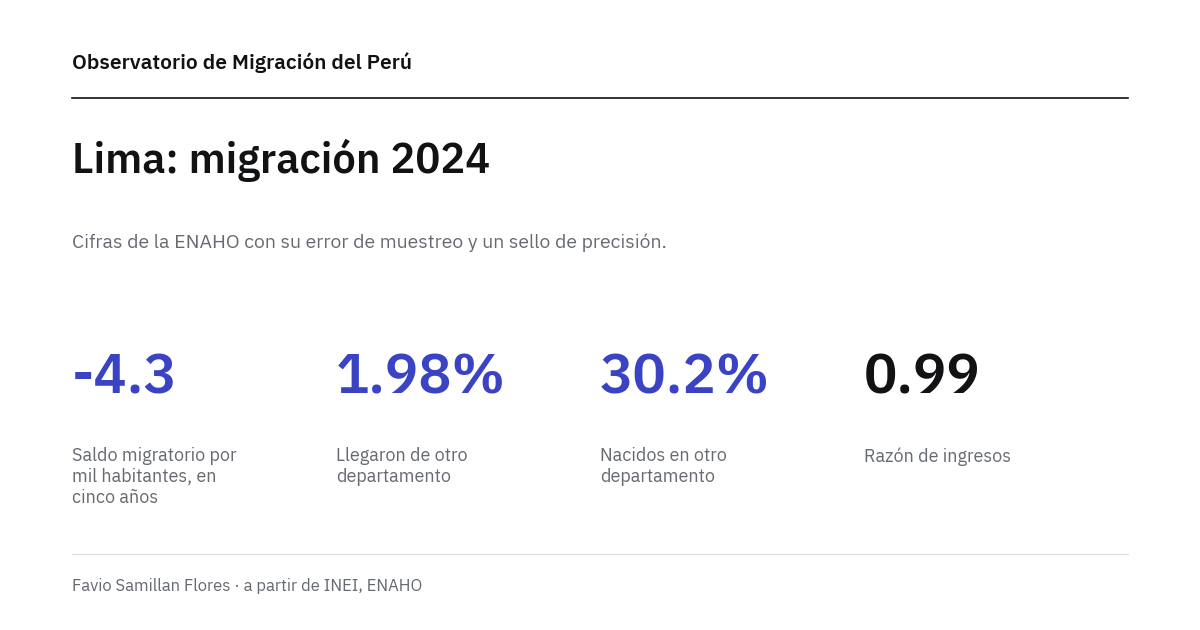 Observatorio de Migración del Perú
Lima: migración 2024
Cifras de la ENAHO con su error de muestreo y un sello de precisión.
-4.3
Saldo migratorio por
mil habitantes, en
cinco años
1.98%
Llegaron de otro
departamento
30.2%
Nacidos en otro
departamento
0.99
Razón de ingresos
Favio Samillan Flores · a partir de INEI, ENAHO